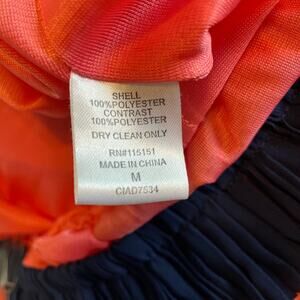 SHELL
100%POLYESTER
CONTRAST
100%POLYESTER
DRY CLEAN ONLY
RN#115151
MADE IN CHINA
M
CIAD7534